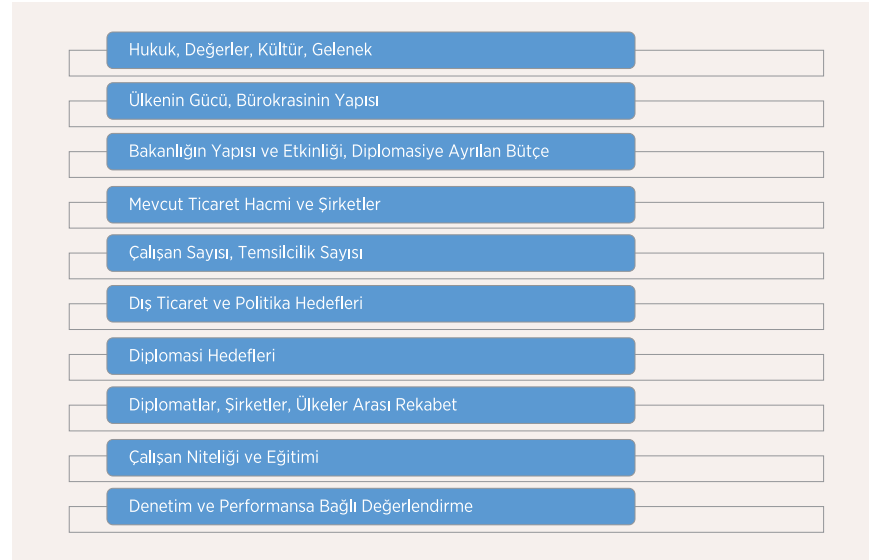 Hukuk, Değerler, Kültür, Gelenek
Ülkenin Gücü, Bürokrasinin Yapısı
Bakanlığın Yapısı ve Etkinliği, Diplomasiye Ayrılan Bütçe
Mevcut Ticaret Hacmi ve Şirketler
Çalışan Sayısı, Temsilcilik Sayısı
Dış Ticaret ve Politika Hedefleri
Diplomasi Hedefleri
Diplomatlar, Şirketler, Ülkeler Arası Rekabet
Çalışan Niteliği ve Eğitimi
Denetim ve Performansa Bağlı Değerlendirme